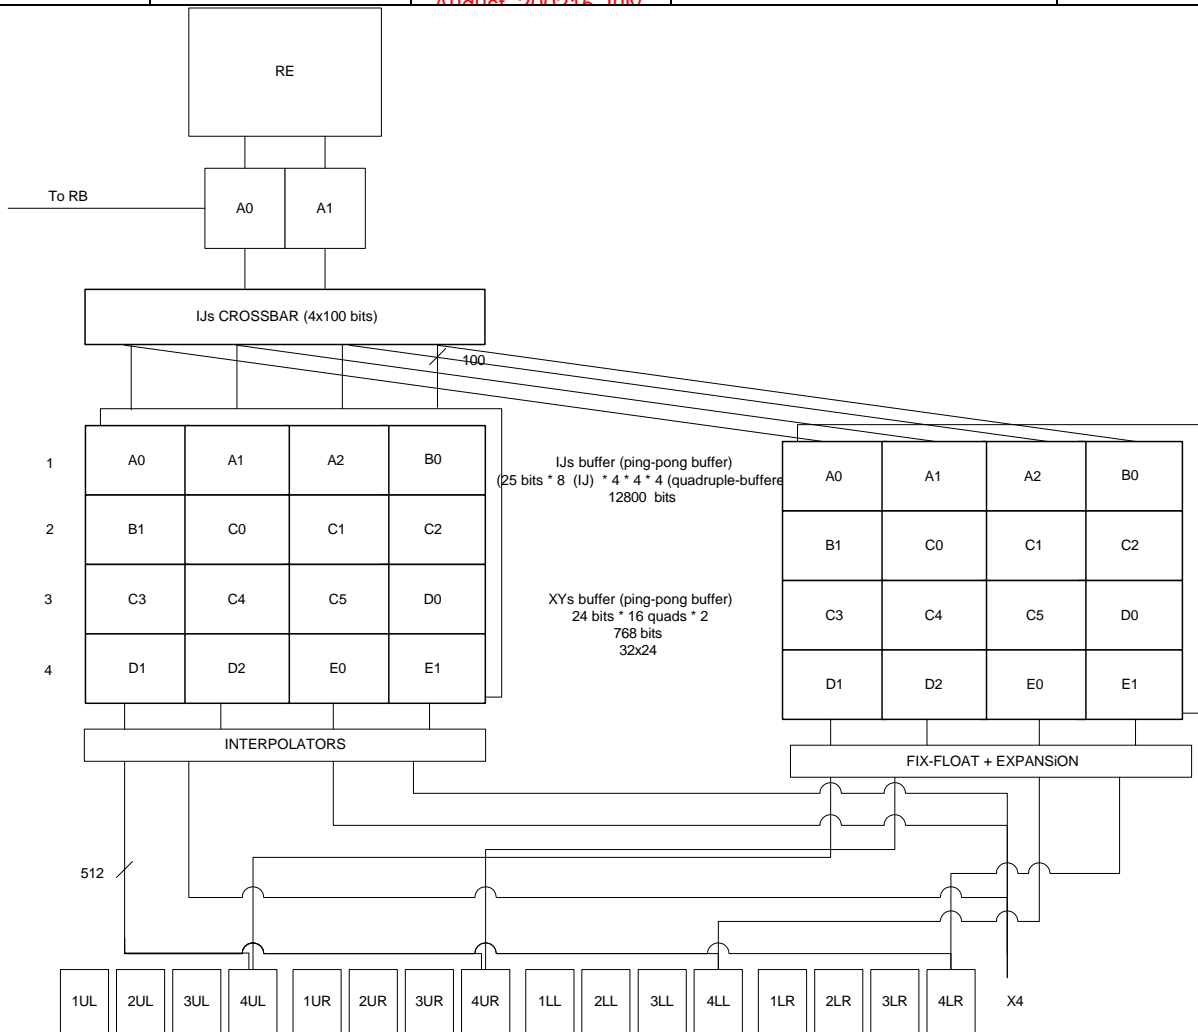 RE
To RB
A0 A1
IJs CROSSBAR (4x100 bits)
100
1 A0 A1 A2 B0
2 B1 C0 C1 C2
3 C3 C4 C5 D0
4 D1 D2 E0 E1
IJs buffer (ping-pong buffer)
(25 bits * 8 (IJ) * 4 * 4 * 4 (quadruple-buffere
12800 bits
XYs buffer (ping-pong buffer)
24 bits * 16 quads * 2
768 bits
32x24
A0 A1 A2 B0
B1 C0 C1 C2
C3 C4 C5 D0
D1 D2 E0 E1
INTERPOLATORS
FIX-FLOAT + EXPANSiON
512
1UL 2UL 3UL 4UL 1UR 2UR 3UR 4UR 1LL 2LL 3LL 4LL 1LR 2LR 3LR 4LR X4